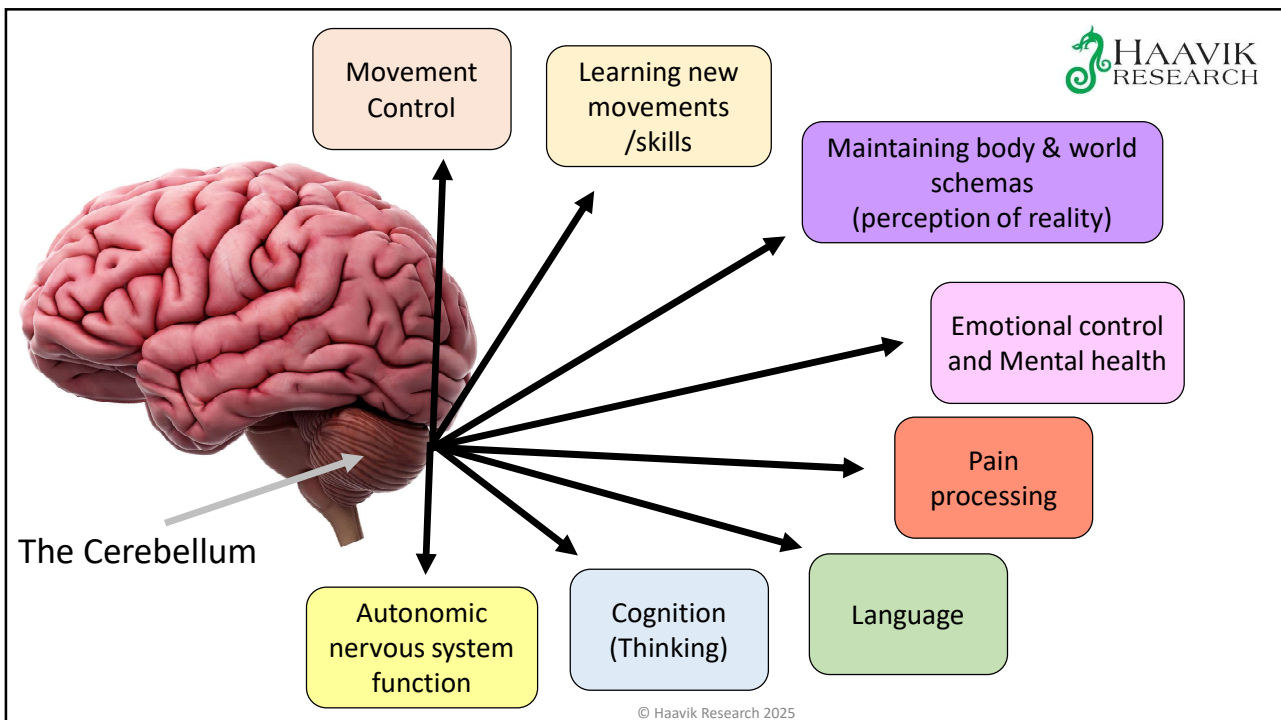 Movement
Control
Learning new
movements
/skills
HAAVIK
RESEARCH
Maintaining body & world
schemas
(perception of reality)
Emotional control
and Mental health
Pain
processing
The Cerebellum
Autonomic
nervous system
function
Cognition
(Thinking)
Language
© Haavik Research 2025